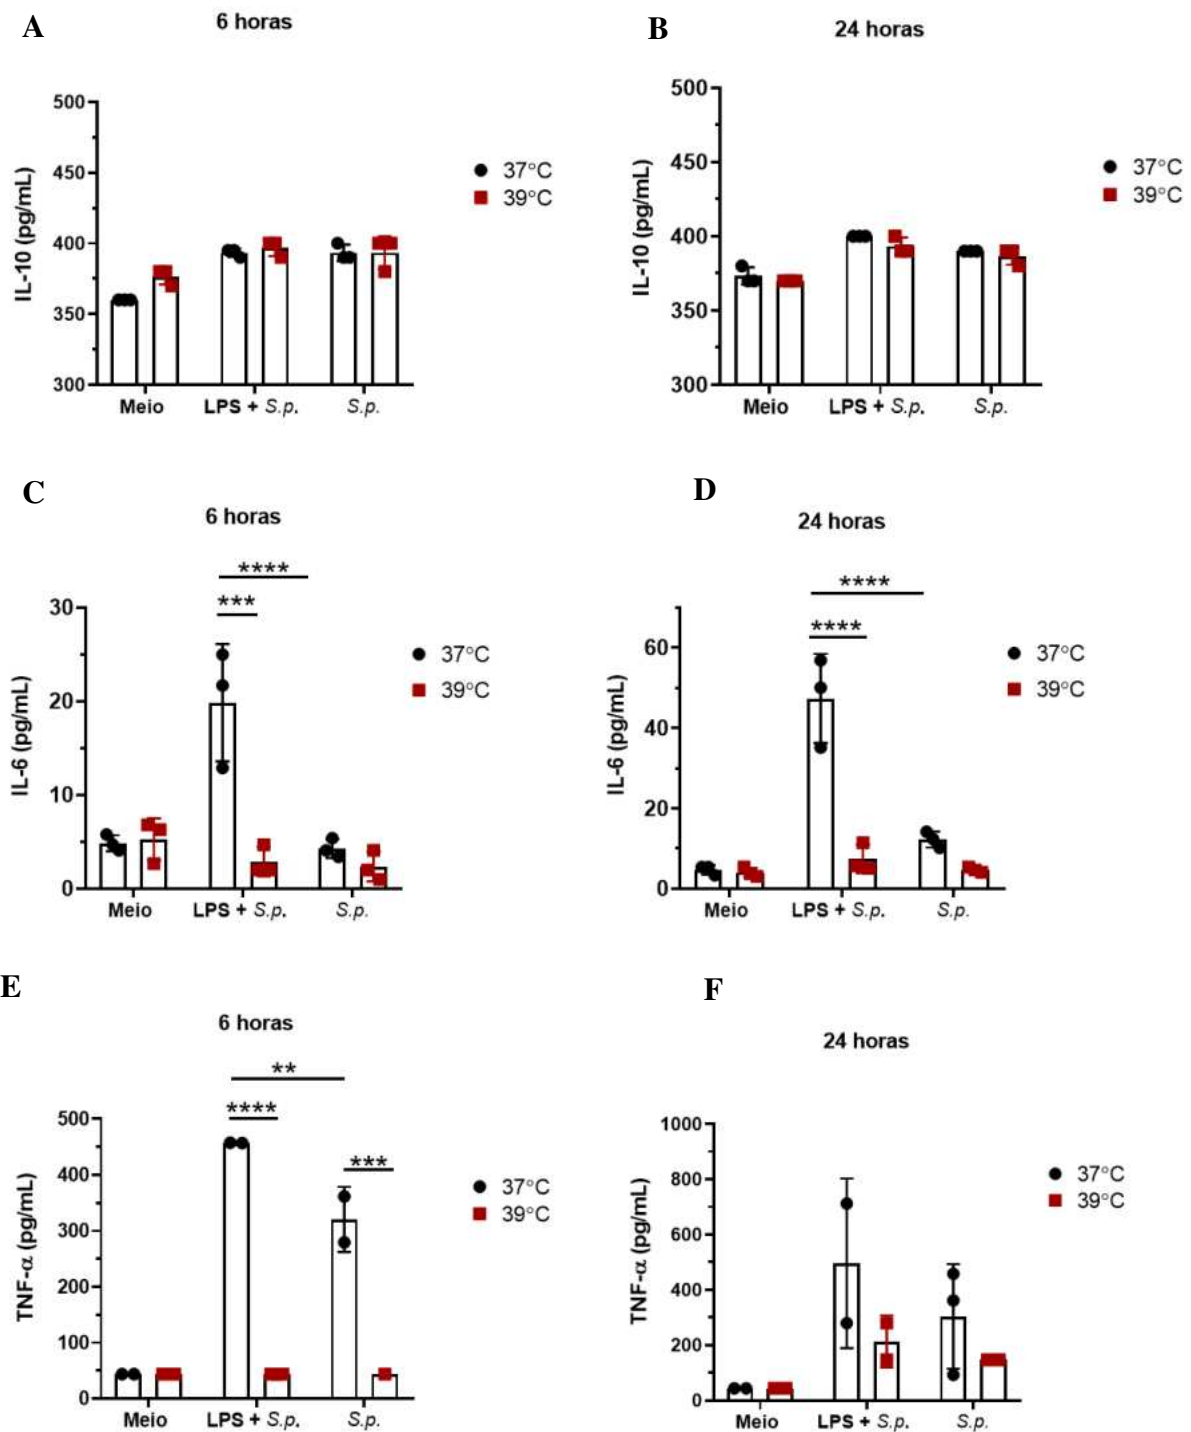 A
6 horas
500
450
400
350
300
IL-10 (pg/mL)
Meio
LPS + S.p.
S.p.
37°C
39°C
B
24 horas
500
450
400
350
300
IL-10 (pg/mL)
Meio
LPS + S.p.
S.p.
37°C
39°C
C
6 horas
****
***
30
20
10
0
IL-6 (pg/mL)
Meio
LPS + S.p.
S.p.
37°C
39°C
D
24 horas
****
****
60
40
20
0
IL-6 (pg/mL)
Meio
LPS + S.p.
S.p.
37°C
39°C
E
6 horas
**
****
***
500
400
300
200
100
0
TNF-α (pg/mL)
Meio
LPS + S.p.
S.p.
37°C
39°C
F
24 horas
1000
800
600
400
200
0
TNF-α (pg/mL)
Meio
LPS + S.p.
S.p.
37°C
39°C